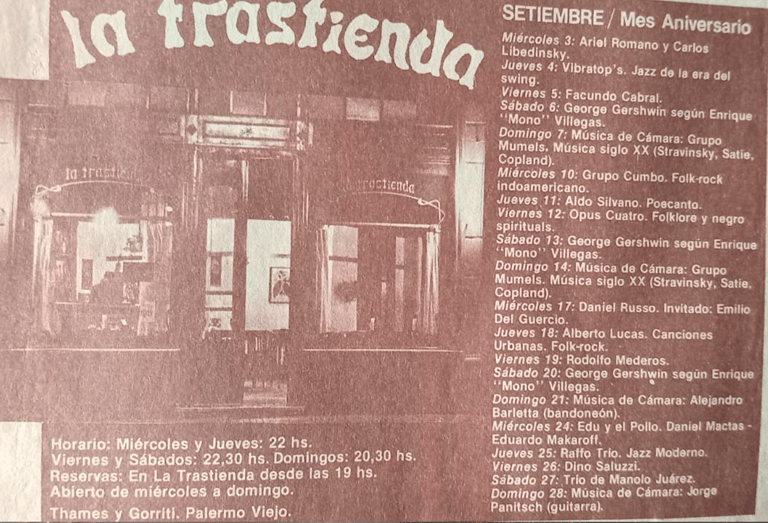 la trastienda
la trastienda
la trastienda
Horario: Miércoles y Jueves: 22 hs.
Viernes y Sábados: 22,30 hs. Domingos: 20,30 hs.
Reservas: En La Trastienda desde las 19 hs.
Abierto de miércoles a domingo.
Thames y Gorriti. Palermo Viejo.
SETIEMBRE / Mes Aniversario
Miércoles 3: Ariel Romano y Carlos
Libedinsky.
Jueves 4: Vibratop's. Jazz de la era del
swing.
Viernes 5: Facundo Cabral.
Sábado 6: George Gershwin según Enrique
"Mono" Villegas.
Domingo 7: Música de Cámara: Grupo
Mumels. Música siglo XX (Stravinsky, Satie,
Copland).
Miércoles 10: Grupo Cumbo. Folk-rock
indoamericano.
Jueves 11: Aldo Silvano. Poecanto.
Viernes 12: Opus Cuatro. Folklore y negro
spirituals.
Sábado 13: George Gershwin según Enrique
"Mono" Villegas.
Domingo 14: Música de Cámara: Grupo
Mumels. Música siglo XX (Stravinsky, Satie,
Copland).
Miércoles 17: Daniel Russo. Invitado: Emilio
Del Guercio.
Jueves 18: Alberto Lucas. Canciones
Urbanas. Folk-rock.
Viernes 19: Rodolfo Mederos.
Sábado 20: George Gershwin según Enrique
"Mono" Villegas.
Domingo 21: Música de Cámara: Alejandro
Barletta (bandoneón).
Miércoles 24: Edu y el Pollo. Daniel Mactas -
Eduardo Makaroff.
Jueves 25: Raffo Trío. Jazz Moderno.
Viernes 26: Dino Saluzzi.
Sábado 27: Trío de Manolo Juárez.
Domingo 28: Música de Cámara: Jorge
Panitsch (guitarra).